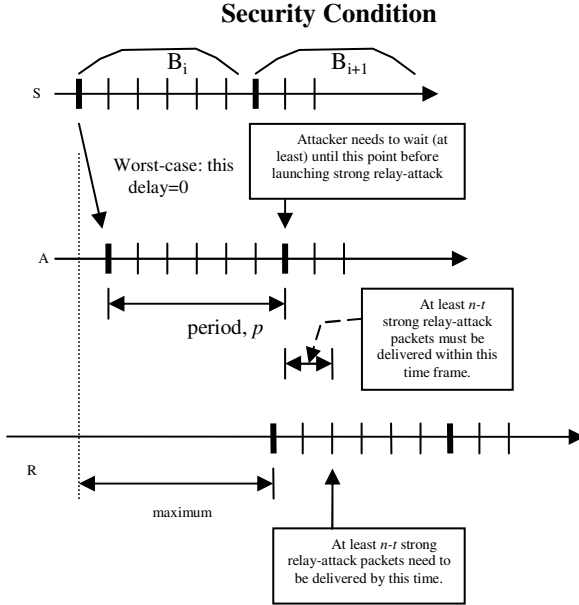 Security Condition
B_i
B_{i+1}
S
Attacker needs to wait (at
least) until this point before
launching strong relay-attack
Worst-case: this
delay=0
A
period, p
At least n-t
strong relay-attack
packets must be
delivered within this
time frame.
R
maximum
At least n-t strong
relay-attack packets need to
be delivered by this time.